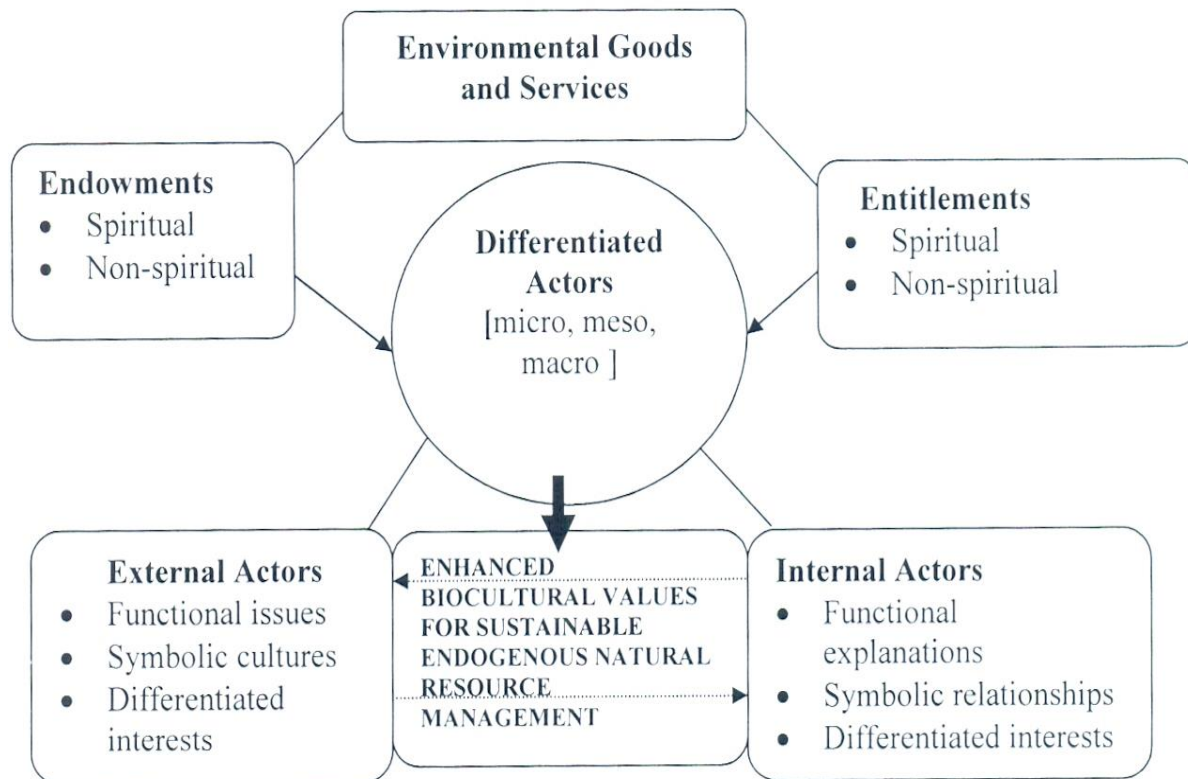 Environmental Goods
and Services
Endowments
• Spiritual
• Non-spiritual
Differentiated
Actors
[micro, meso,
macro ]
Entitlements
• Spiritual
• Non-spiritual
External Actors
• Functional issues
• Symbolic cultures
• Differentiated
interests
ENHANCED
BIOCULTURAL VALUES
FOR SUSTAINABLE
ENDOGENOUS NATURAL
RESOURCE
MANAGEMENT
Internal Actors
• Functional
explanations
• Symbolic relationships
• Differentiated interests